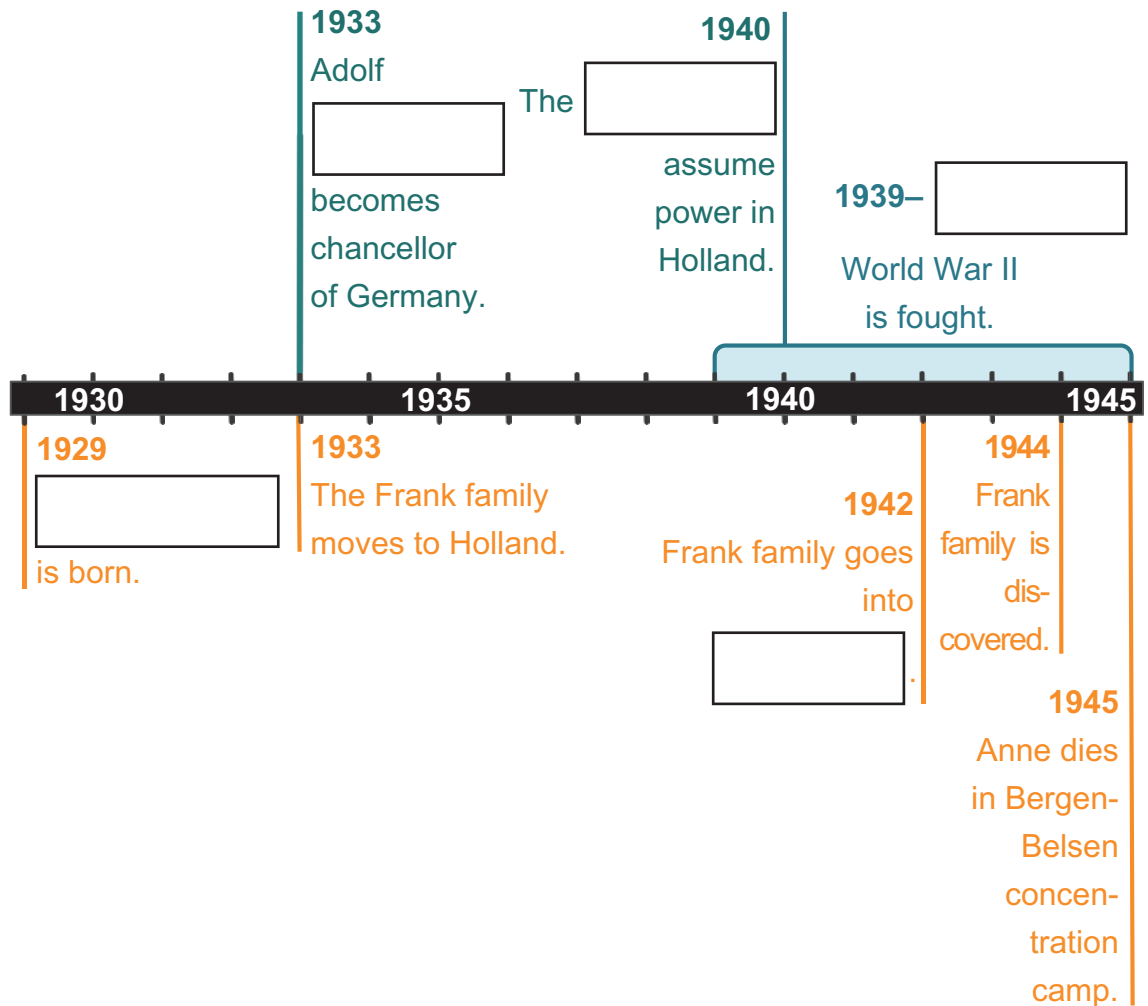 1933
Adolf
becomes
chancellor
of Germany.
1940
The
assume
power in
Holland.
1939–
World War II
is fought.
1930
1935
1940
1945
1929
is born.
1933
The Frank family
moves to Holland.
1942
Frank family goes
into
.
1944
Frank
family is
dis-
covered.
1945
Anne dies
in Bergen-
Belsen
concen-
tration
camp.